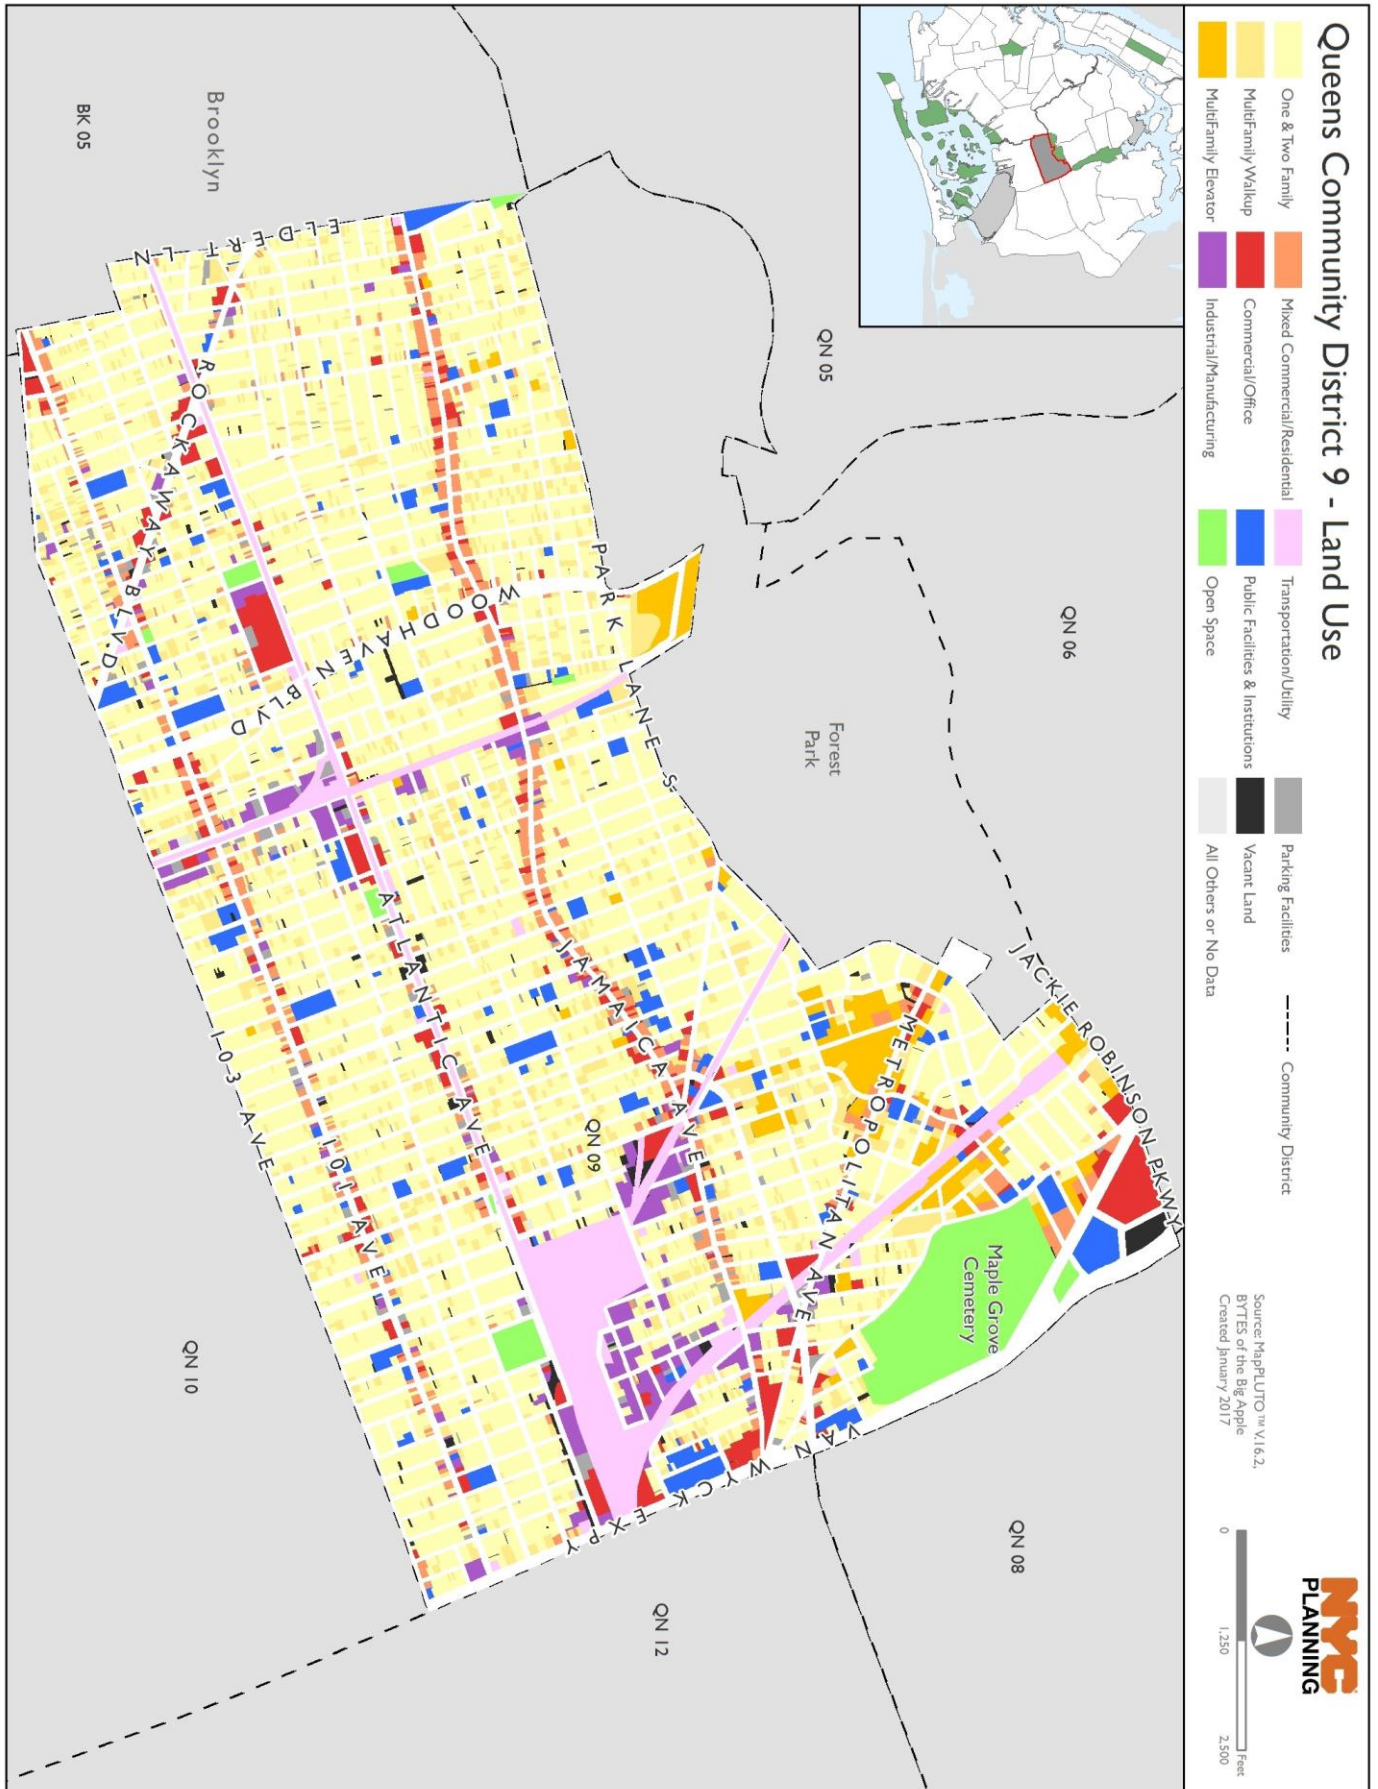 Queens Community District 9 - Land Use
One & Two Family
MultiFamily Walkup
MultiFamily Elevator
Mixed Commercial/Residential
Commercial/Office
Industrial/Manufacturing
Transportation/Utility
Public Facilities & Institutions
Open Space
Parking Facilities
Vacant Land
All Others or No Data
Community District
Source: MapPLUTO™ V.16.2,
BYTES of the Big Apple
Created January 2017
0 1,250 2,500
Feet
NYC
PLANNING
QN 05
QN 06
Forest
Park
JACKIE ROBINSON PKWY
Maple Grove
Cemetery
QN 08
METROPOLITAN AVE
PARK LANE S
WOODHAVEN BLVD
JAMAICA AVE
QN 09
VAN WYCK EXPY
QN 12
Brooklyn
BK 05
ELDERT LN
ROCKAWAY BLVD
ATLANTIC AVE
101 AVE
103 AVE
QN 10